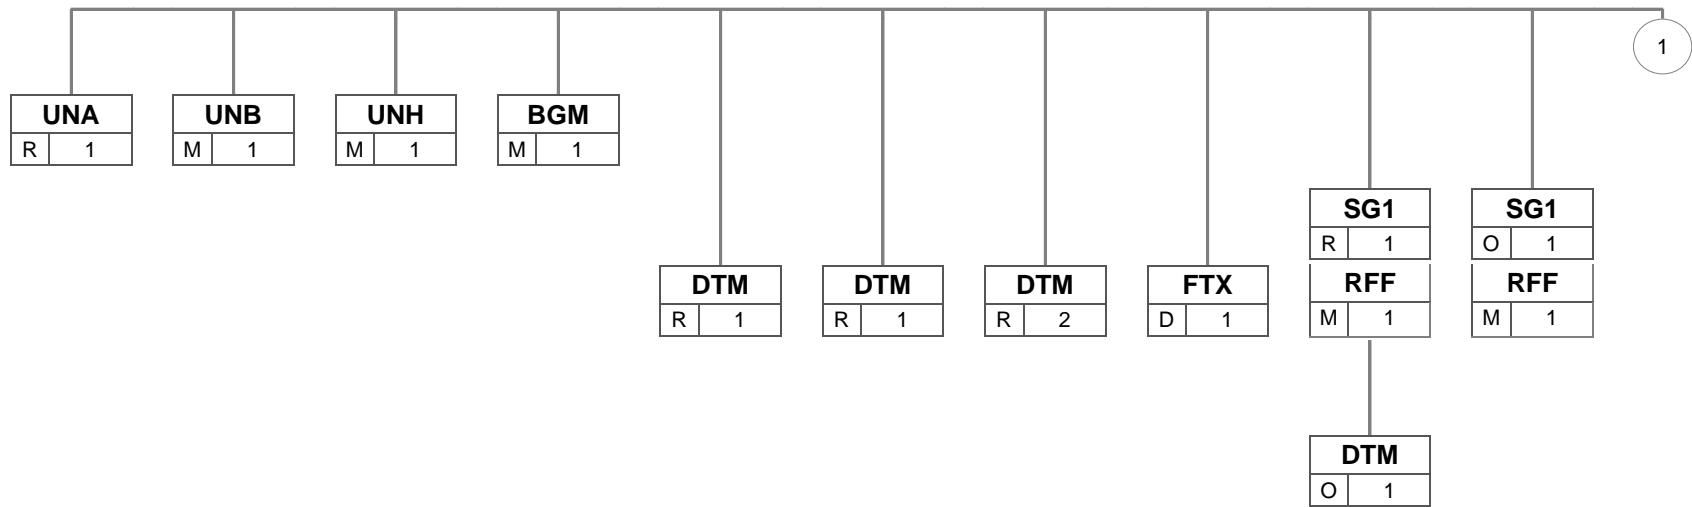 1
UNA
R 1
UNB
M 1
UNH
M 1
BGM
M 1
DTM
R 1
DTM
R 1
DTM
R 2
FTX
D 1
SG1
R 1
RFF
M 1
DTM
O 1
SG1
O 1
RFF
M 1